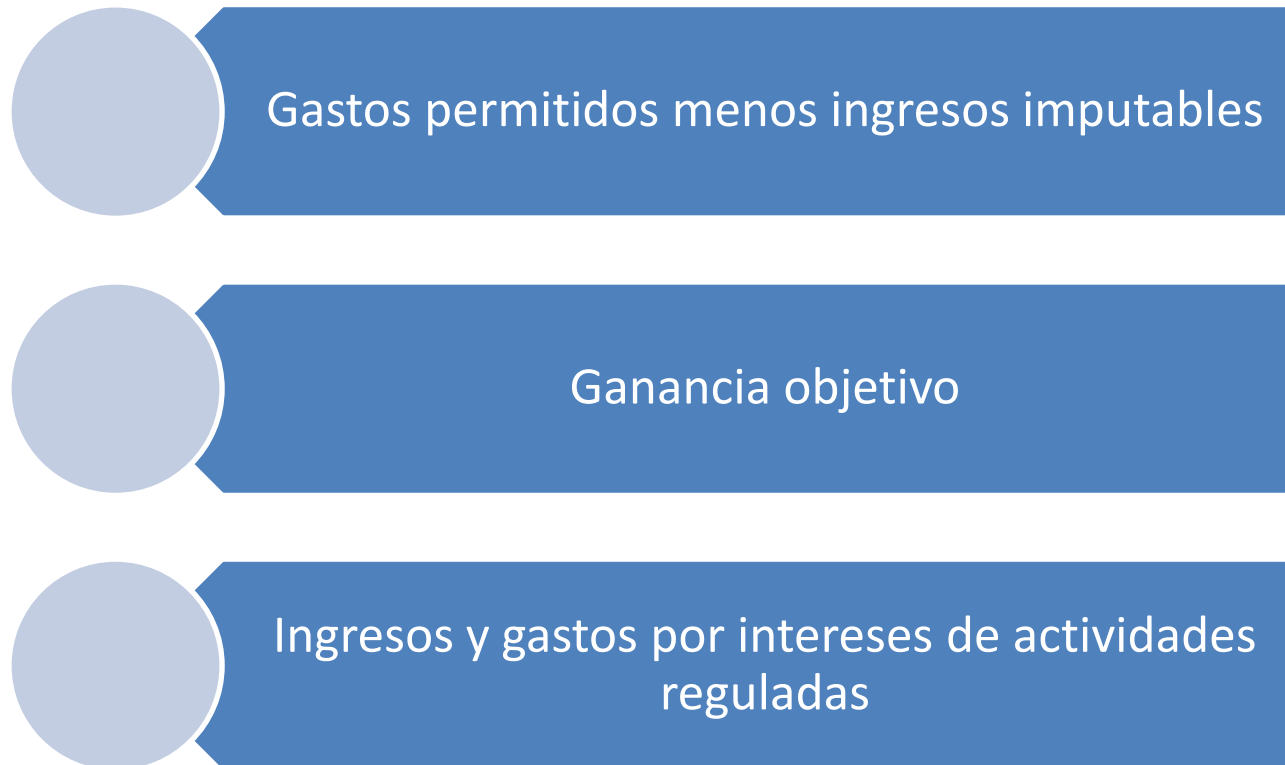 Gastos permitidos menos ingresos imputables
Ganancia objetivo
Ingresos y gastos por intereses de actividades
reguladas